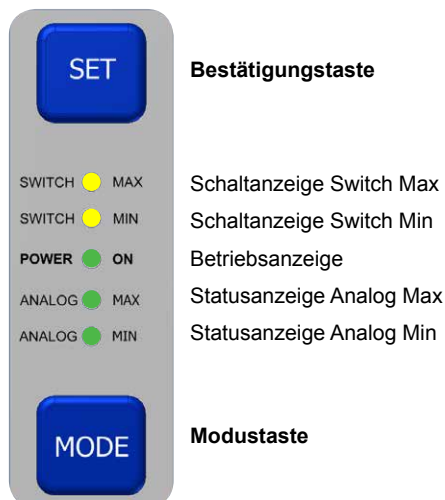 SET Bestätigungstaste
SWITCH MAX Schaltanzeige Switch Max
SWITCH MIN Schaltanzeige Switch Min
POWER ON Betriebsanzeige
ANALOG MAX Statusanzeige Analog Max
ANALOG MIN Statusanzeige Analog Min
MODE Modustaste